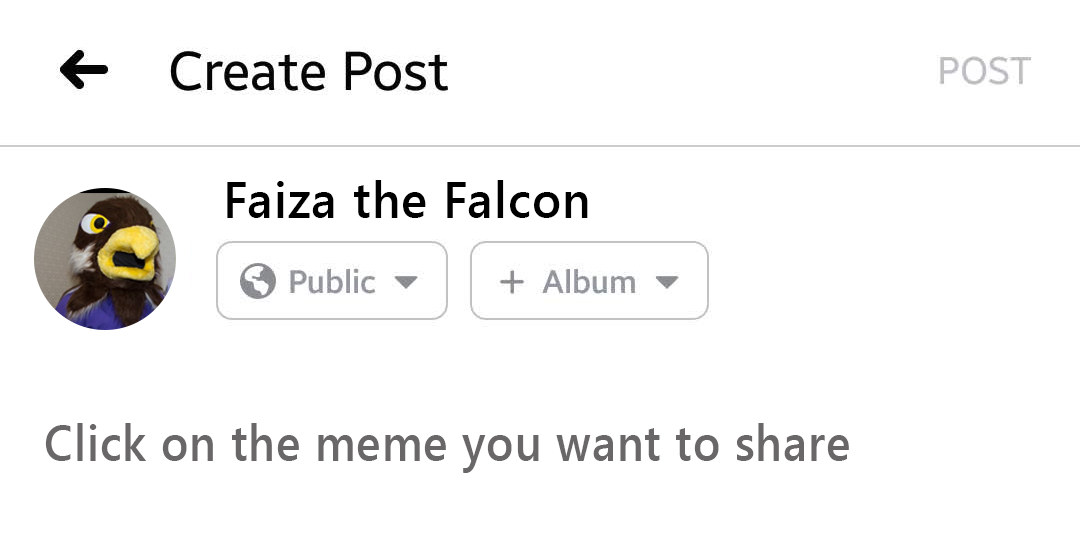 Create Post
POST
Faiza the Falcon
Public
+ Album
Click on the meme you want to share